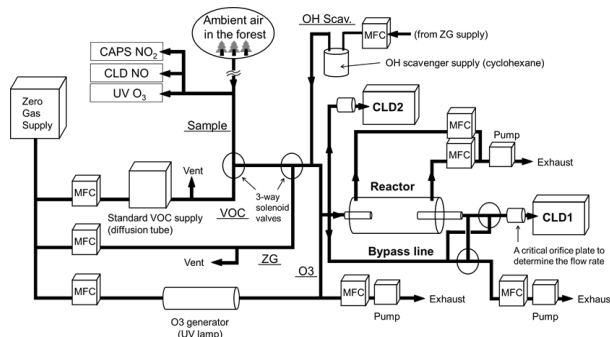 Ambient air
in the forest
OH Scav.
MFC
(from ZG supply)
OH scavenger supply (cyclohexane)
CAPS NO₂
CLD NO
UV O₃
Zero
Gas
Supply
Sample
CLD2
MFC
MFC
Pump
Exhaust
Vent
MFC
3-way
solenoid
valves
Standard VOC supply
(diffusion tube)
VOC
Reactor
CLD1
A critical orifice plate to
determine the flow rate
Bypass line
MFC
Vent
ZG
O3
MFC
O3 generator
(UV lamp)
MFC
Pump
Exhaust
MFC
Pump
Exhaus